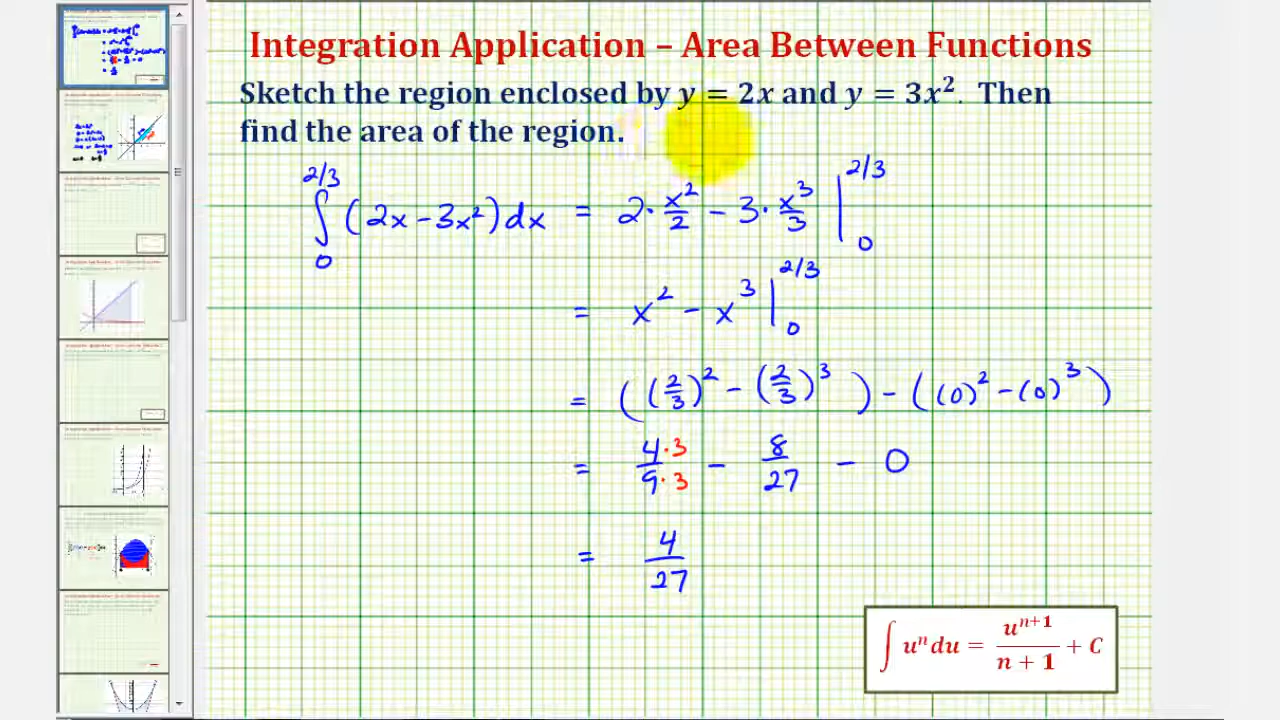 Integration Application – Area Between Functions
Sketch the region enclosed by y = 2x and y = 3x². Then
find the area of the region.
∫₀^{2/3} (2x − 3x²) dx = 2 · x²/2 − 3 · x³/3 |₀^{2/3}
= x² − x³ |₀^{2/3}
= ((2/3)² − (2/3)³) − ((0)² − (0)³)
= 4·3/9·3 − 8/27 − 0
= 4/27
∫ uⁿ du = uⁿ⁺¹/(n + 1) + C